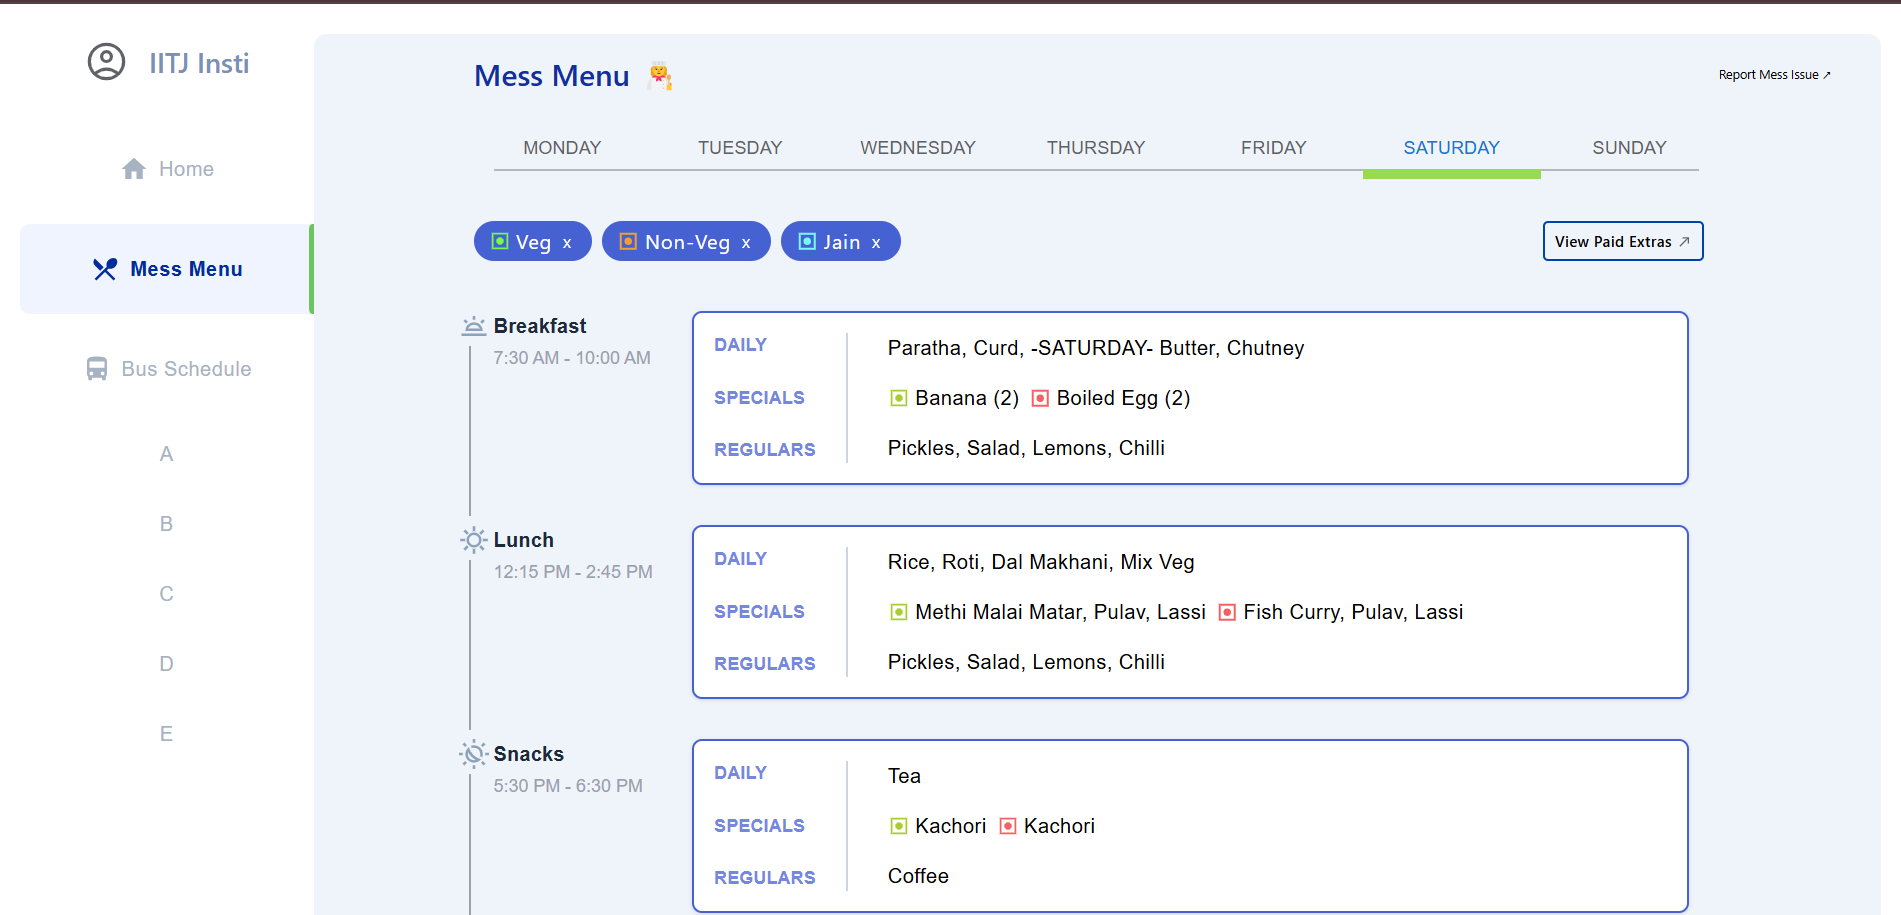 IITJ Insti
Home
Mess Menu
Bus Schedule
A
B
C
D
E
Mess Menu
Report Mess Issue ↗
MONDAY TUESDAY WEDNESDAY THURSDAY FRIDAY SATURDAY SUNDAY
Veg x Non-Veg x Jain x
View Paid Extras ↗
Breakfast
7:30 AM - 10:00 AM
DAILY Paratha, Curd, -SATURDAY- Butter, Chutney
SPECIALS Banana (2) Boiled Egg (2)
REGULARS Pickles, Salad, Lemons, Chilli
Lunch
12:15 PM - 2:45 PM
DAILY Rice, Roti, Dal Makhani, Mix Veg
SPECIALS Methi Malai Matar, Pulav, Lassi Fish Curry, Pulav, Lassi
REGULARS Pickles, Salad, Lemons, Chilli
Snacks
5:30 PM - 6:30 PM
DAILY Tea
SPECIALS Kachori Kachori
REGULARS Coffee